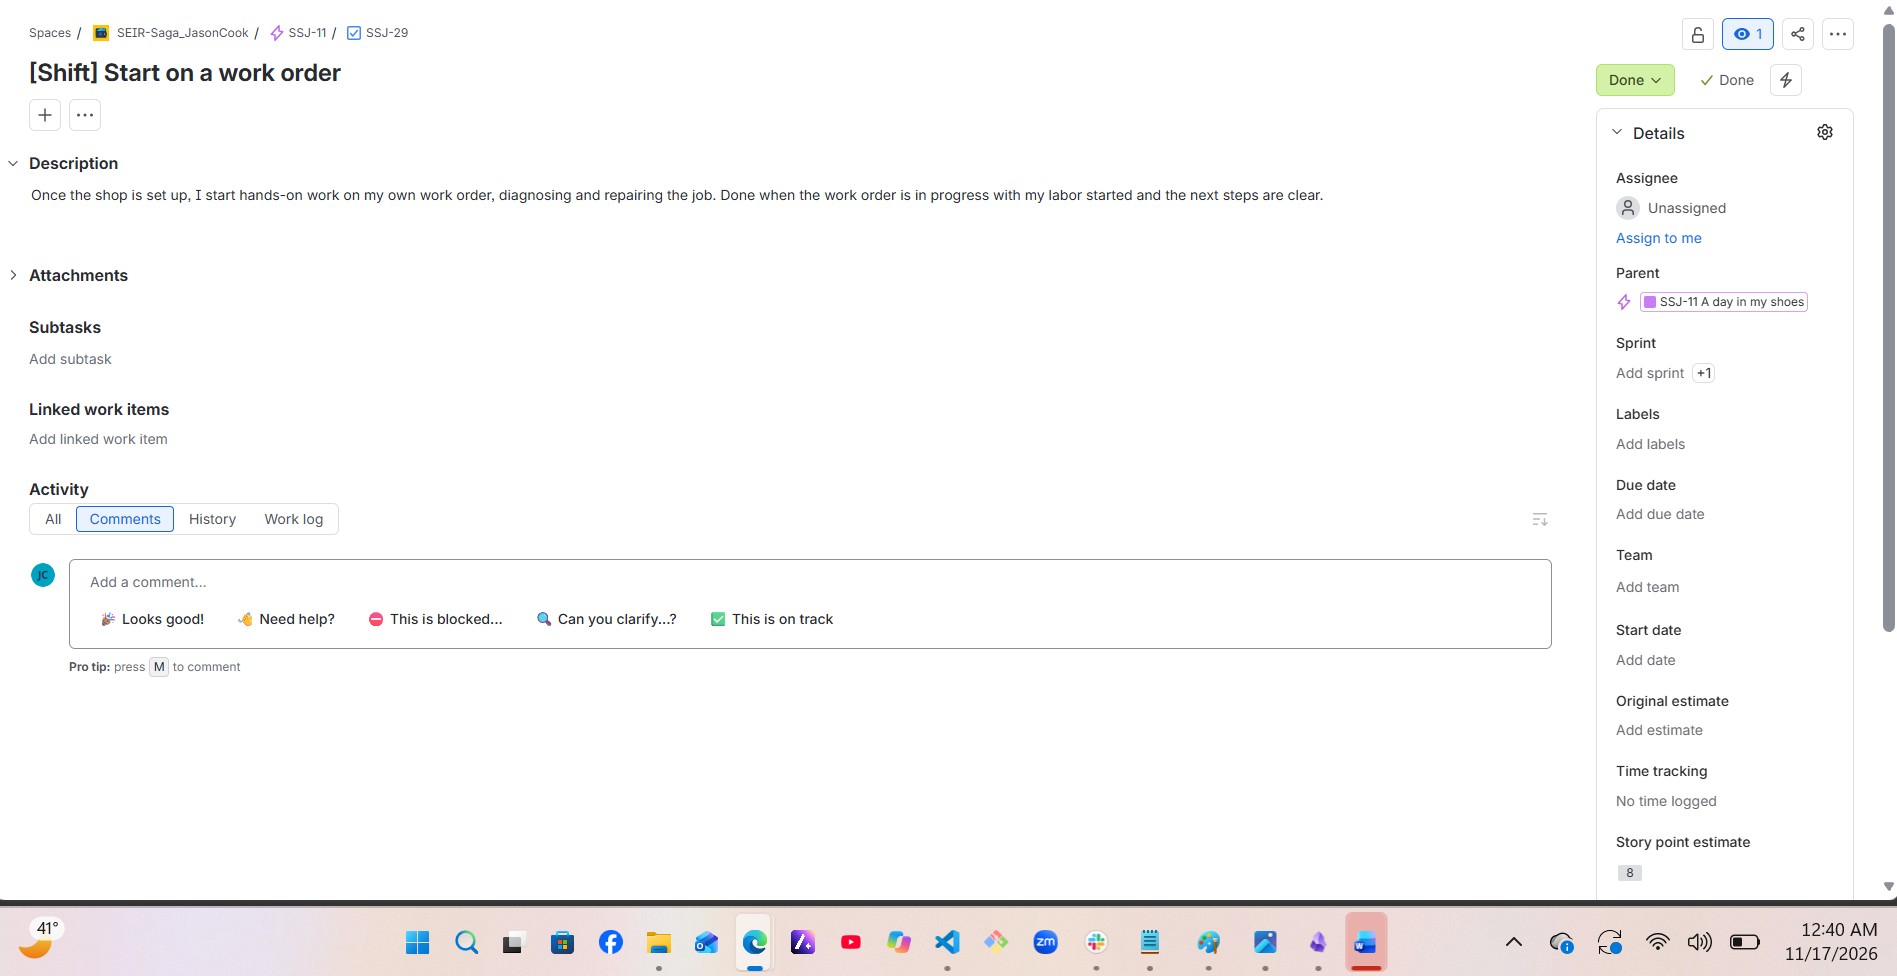 Spaces / SEIR-Saga_JasonCook / SSJ-11 / SSJ-29
[Shift] Start on a work order
Description
Once the shop is set up, I start hands-on work on my own work order, diagnosing and repairing the job. Done when the work order is in progress with my labor started and the next steps are clear.
Attachments
Subtasks
Add subtask
Linked work items
Add linked work item
Activity
All Comments History Work log
JC
Add a comment...
Looks good! Need help? This is blocked... Can you clarify...? This is on track
Pro tip: press M to comment
1
Done Done
Details
Assignee
Unassigned
Assign to me
Parent
SSJ-11 A day in my shoes
Sprint
Add sprint +1
Labels
Add labels
Due date
Add due date
Team
Add team
Start date
Add date
Original estimate
Add estimate
Time tracking
No time logged
Story point estimate
8
41°
zm
12:40 AM
11/17/2026